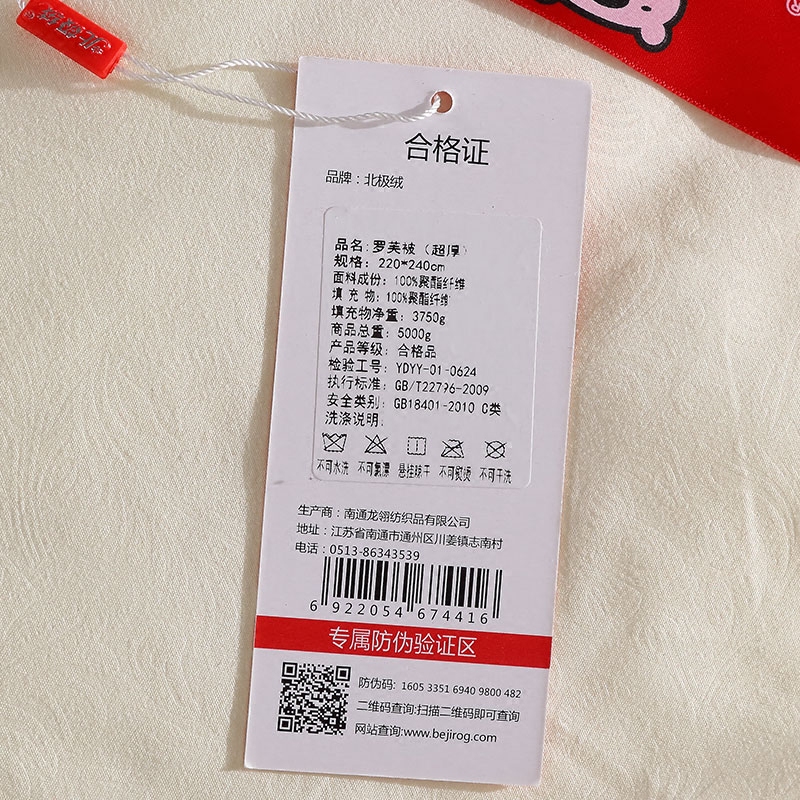 北极绒
®
合格证
品牌：北极绒
品名：罗芙被（超厚）
规格：220*240cm
面料成份：100%聚酯纤维
填 充 物：100%聚酯纤维
填充物净重：3750g
商品总重：5000g
产品等级：合格品
检验工号：YDYY-01-0624
执行标准：GB/T22796-2009
安全类别：GB18401-2010 C类
洗涤说明：
不可水洗 不可氯漂 悬挂晾干 不可熨烫 不可干洗
生产商：南通龙翎纺织品有限公司
地址：江苏省南通市通州区川姜镇志南村
电话：0513-86343539
6 922054 674416
专属防伪验证区
防伪码: 1605 3351 6940 9800 482
二维码查询:扫描二维码即可查询
网站查询:www.bejirog.com